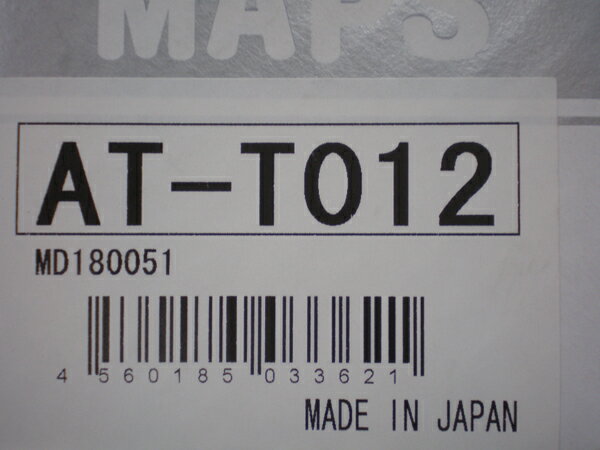 MAPS
AT-T012
MD180051
4 560185 033621
MADE IN JAPAN